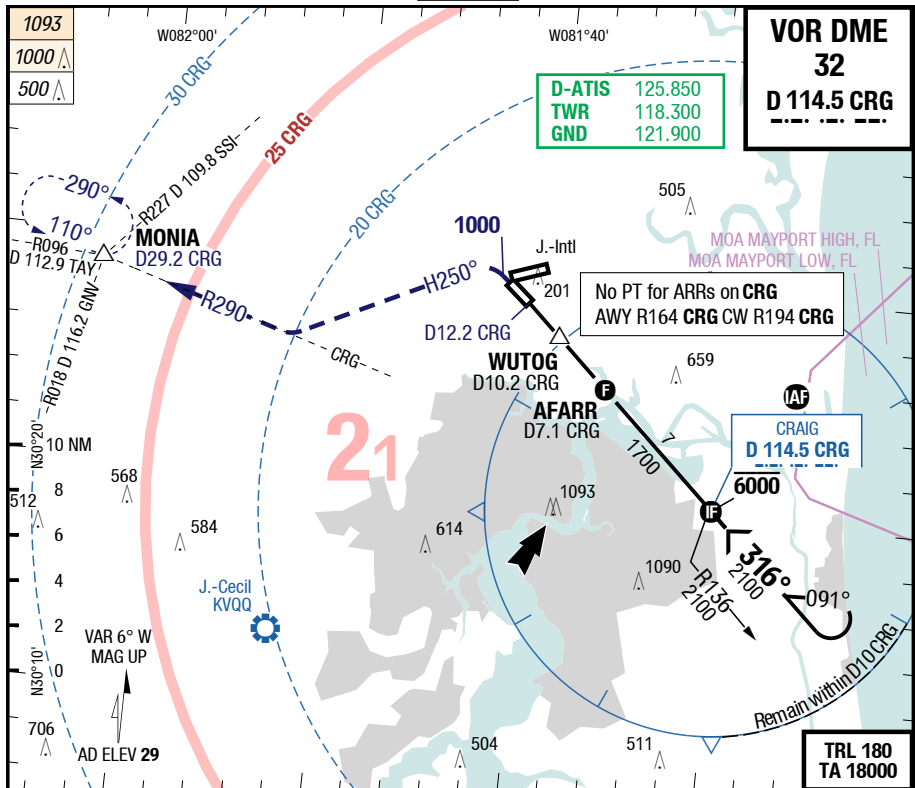 1093
1000
500
W082°00'
W081°40'
VOR DME
32
D 114.5 CRG
D-ATIS 125.850
TWR 118.300
GND 121.900
30 CRG
25 CRG
20 CRG
R227 D 109.8 SSI
290°
110°
R096
D 112.9 TAY
MONIA
D29.2 CRG
R018 D 116.2 GNV
R290
H250°
CRG
1000
J.-Intl
201
505
MOA MAYPORT HIGH, FL
MOA MAYPORT LOW, FL
No PT for ARRs on CRG
AWY R164 CRG CW R194 CRG
D12.2 CRG
WUTOG
D10.2 CRG
659
AFARR
D7.1 CRG
F
IAF
CRAIG
D 114.5 CRG
7
1700
6000
IF
N30°20'
10 NM
8
6
4
2
0
N30°10'
21
568
512
584
614
1093
1090
316°
2100
R136
2100
091°
J.-Cecil
KVQQ
VAR 6° W
MAG UP
Remain within D10 CRG
706
AD ELEV 29
504
511
TRL 180
TA 18000